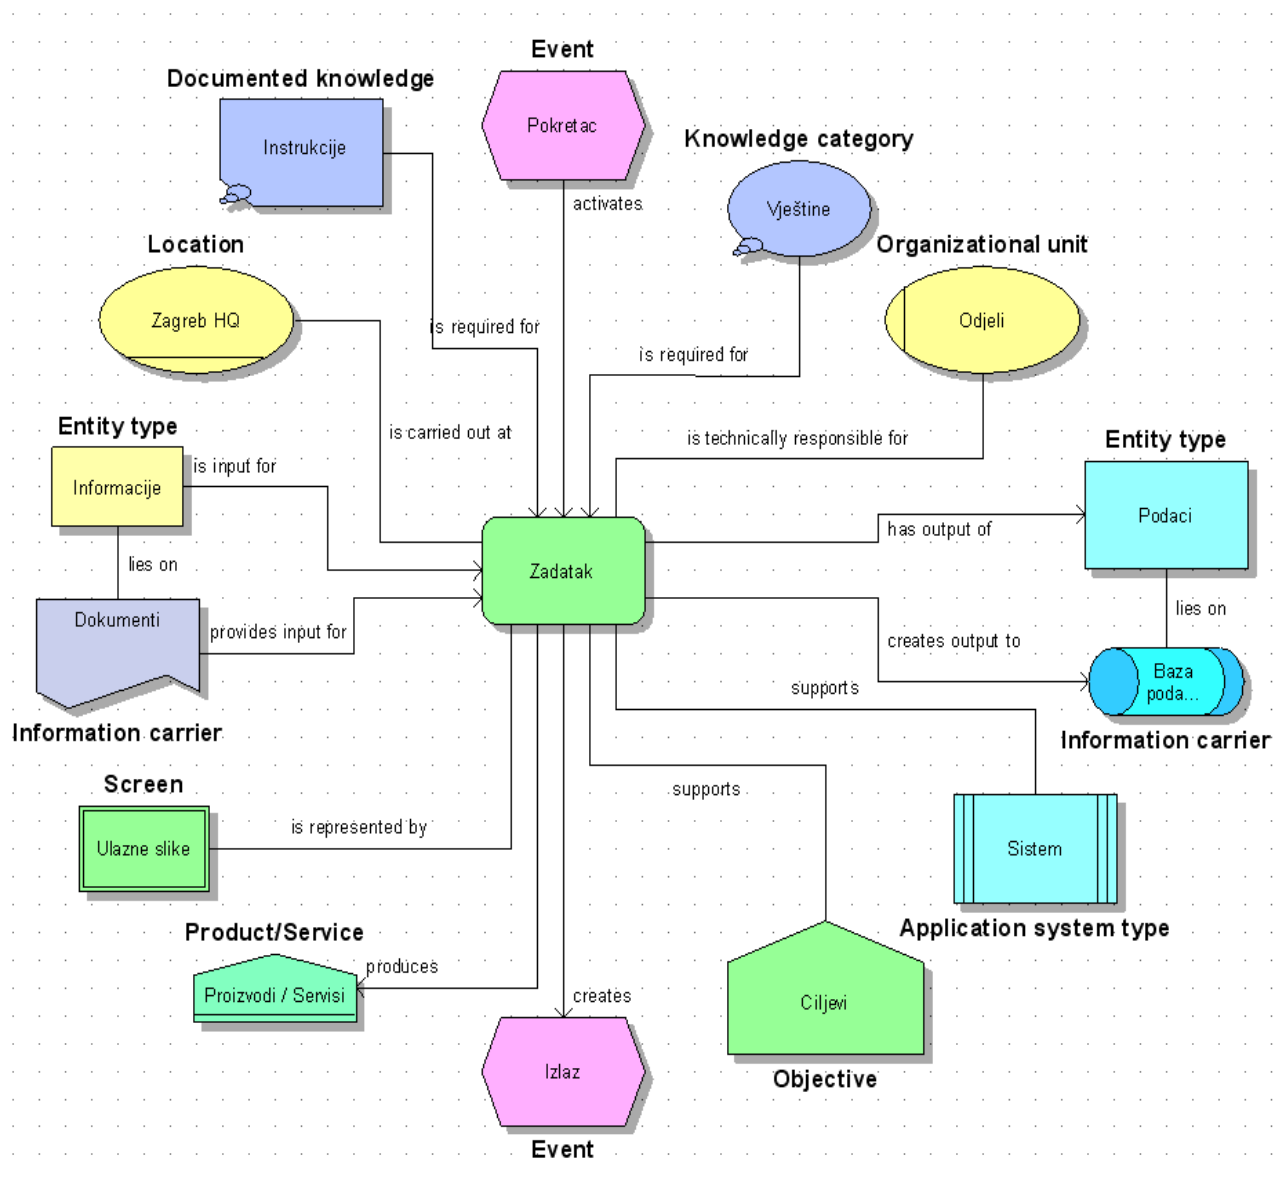 Event
Documented knowledge
Pokretac
Instrukcije
Knowledge category
activates
Vještine
Location
Organizational unit
Zagreb HQ
is required for
Odjeli
is required for
Entity type
is carried out at
is technically responsible for
Entity type
is input for
Informacije
Podaci
has output of
lies on
Zadatak
Dokumenti
lies on
provides input for
creates output to
Baza
poda...
supports
Information carrier
Information carrier
Screen
supports
is represented by
Ulazne slike
Sistem
Product/Service
Application system type
produces
Proizvodi / Servisi
creates
Ciljevi
Izlaz
Objective
Event